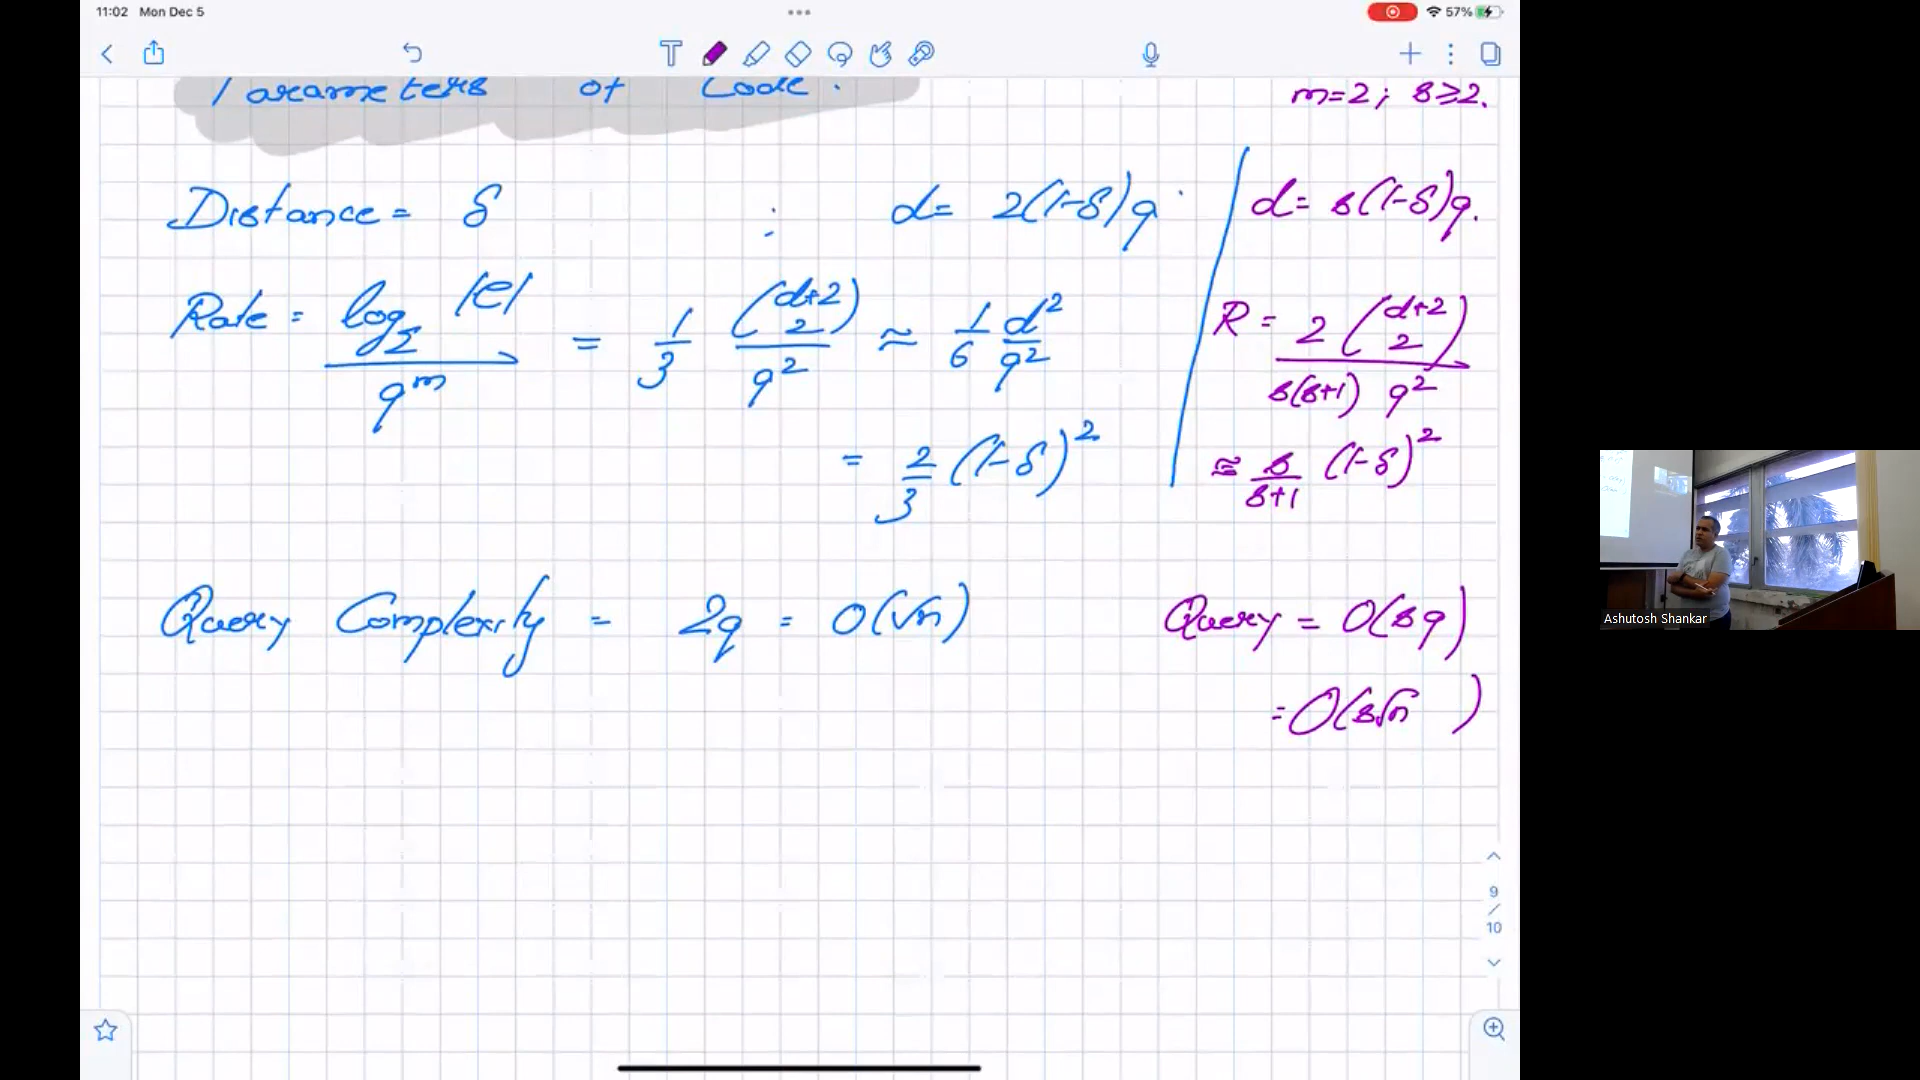 11:02 Mon Dec 5
57%
Parameters of Code.
m=2; s≥2.
Distance = δ : d = 2(1-δ)q
d = s(1-δ)q.
Rate = log_Σ |C| / q^m = 1/3 (d+2 choose 2) / q^2 ≈ 1/6 d^2/q^2
R = 2 (d+2 choose 2) / s(s+1) q^2
= 2/3 (1-δ)^2
≅ s/(s+1) (1-δ)^2
Query Complexity = 2q = O(√n)
Query = O(sq)
= O(s√n )
Ashutosh Shankar
9
/
10